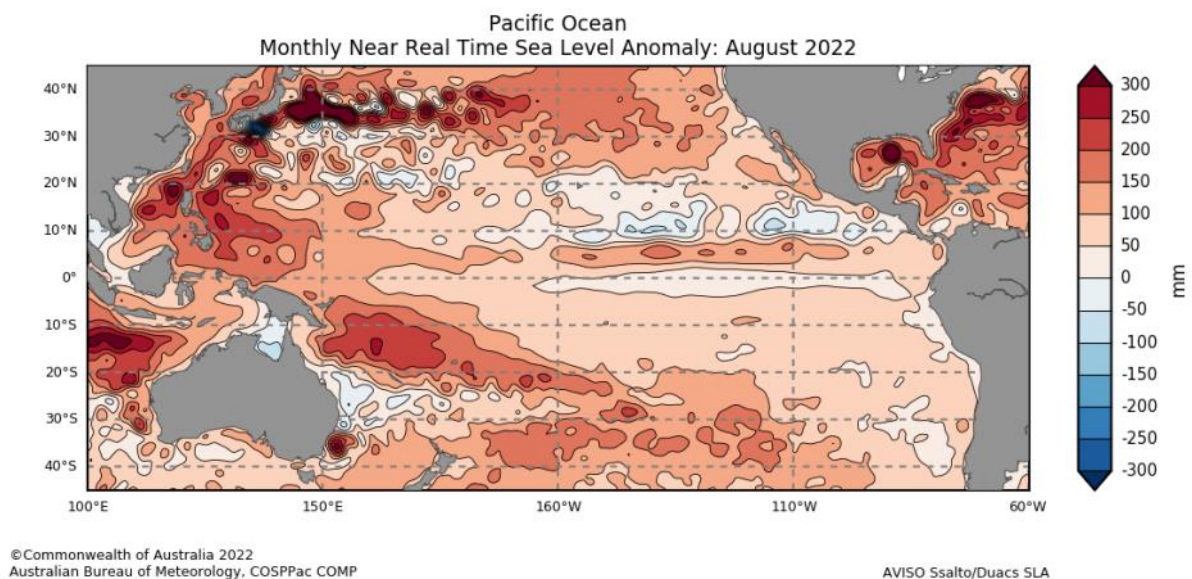 Pacific Ocean
Monthly Near Real Time Sea Level Anomaly: August 2022
40°N
30°N
20°N
10°N
0°
10°S
20°S
30°S
40°S
100°E
150°E
160°W
110°W
60°W
300
250
200
150
100
50
0
-50
-100
-150
-200
-250
-300
mm
©Commonwealth of Australia 2022
Australian Bureau of Meteorology, COSPPac COMP
AVISO Ssalto/Duacs SLA